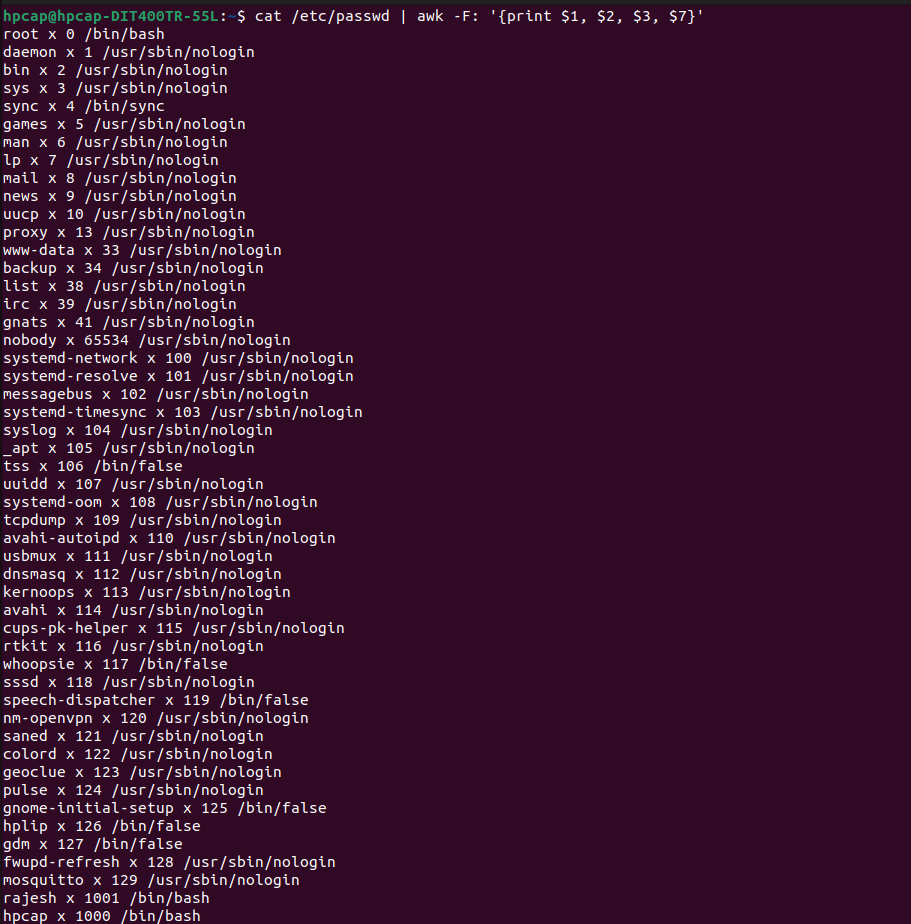 hpcap@hpcap-DIT400TR-55L:~$ cat /etc/passwd | awk -F: '{print $1, $2, $3, $7}'
root x 0 /bin/bash
daemon x 1 /usr/sbin/nologin
bin x 2 /usr/sbin/nologin
sys x 3 /usr/sbin/nologin
sync x 4 /bin/sync
games x 5 /usr/sbin/nologin
man x 6 /usr/sbin/nologin
lp x 7 /usr/sbin/nologin
mail x 8 /usr/sbin/nologin
news x 9 /usr/sbin/nologin
uucp x 10 /usr/sbin/nologin
proxy x 13 /usr/sbin/nologin
www-data x 33 /usr/sbin/nologin
backup x 34 /usr/sbin/nologin
list x 38 /usr/sbin/nologin
irc x 39 /usr/sbin/nologin
gnats x 41 /usr/sbin/nologin
nobody x 65534 /usr/sbin/nologin
systemd-network x 100 /usr/sbin/nologin
systemd-resolve x 101 /usr/sbin/nologin
messagebus x 102 /usr/sbin/nologin
systemd-timesync x 103 /usr/sbin/nologin
syslog x 104 /usr/sbin/nologin
_apt x 105 /usr/sbin/nologin
tss x 106 /bin/false
uuidd x 107 /usr/sbin/nologin
systemd-oom x 108 /usr/sbin/nologin
tcpdump x 109 /usr/sbin/nologin
avahi-autoipd x 110 /usr/sbin/nologin
usbmux x 111 /usr/sbin/nologin
dnsmasq x 112 /usr/sbin/nologin
kernoops x 113 /usr/sbin/nologin
avahi x 114 /usr/sbin/nologin
cups-pk-helper x 115 /usr/sbin/nologin
rtkit x 116 /usr/sbin/nologin
whoopsie x 117 /bin/false
sssd x 118 /usr/sbin/nologin
speech-dispatcher x 119 /bin/false
nm-openvpn x 120 /usr/sbin/nologin
saned x 121 /usr/sbin/nologin
colord x 122 /usr/sbin/nologin
geoclue x 123 /usr/sbin/nologin
pulse x 124 /usr/sbin/nologin
gnome-initial-setup x 125 /bin/false
hplip x 126 /bin/false
gdm x 127 /bin/false
fwupd-refresh x 128 /usr/sbin/nologin
mosquitto x 129 /usr/sbin/nologin
rajesh x 1001 /bin/bash
hpcap x 1000 /bin/bash